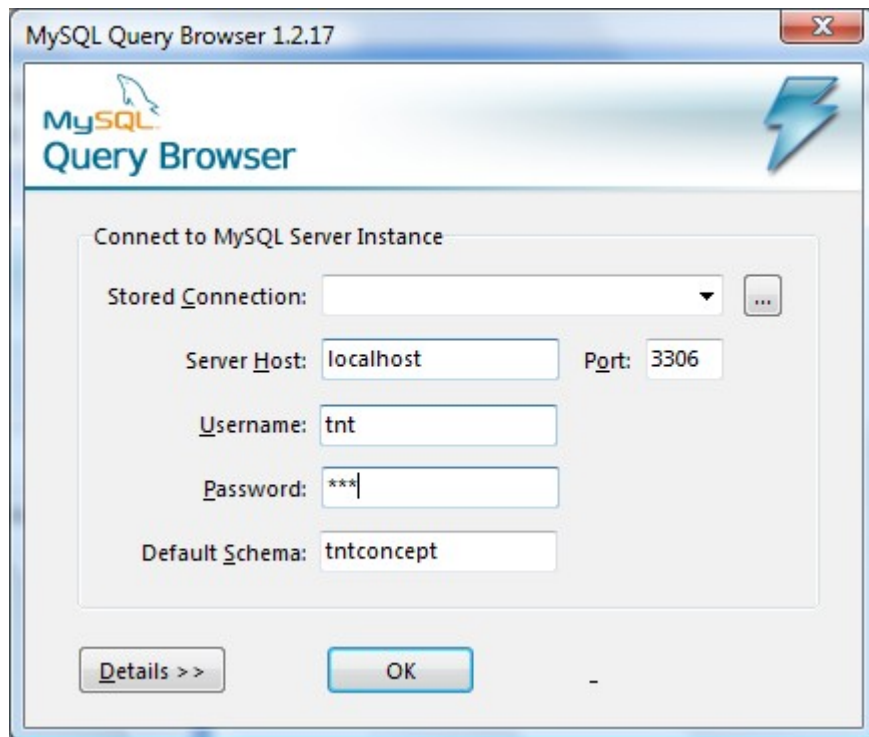 MySQL Query Browser 1.2.17
MySQL
Query Browser
Connect to MySQL Server Instance
Stored Connection:
...
Server Host: localhost Port: 3306
Username: tnt
Password: ***
Default Schema: tntconcept
Details >> OK -